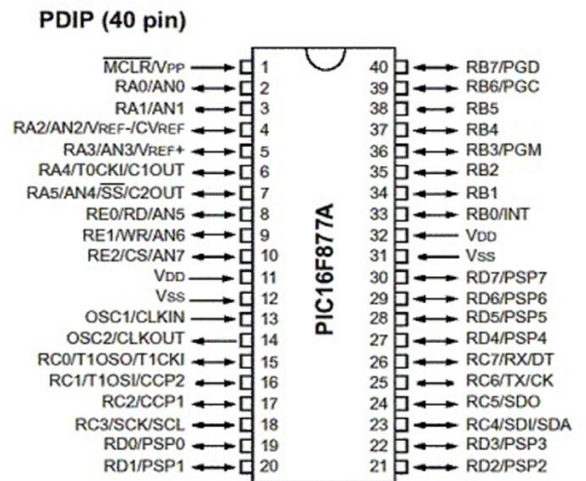 PDIP (40 pin)
MCLR/VPP 1 40 RB7/PGD
RA0/AN0 2 39 RB6/PGC
RA1/AN1 3 38 RB5
RA2/AN2/VREF-/CVREF 4 37 RB4
RA3/AN3/VREF+ 5 36 RB3/PGM
RA4/T0CKI/C1OUT 6 35 RB2
RA5/AN4/SS/C2OUT 7 34 RB1
RE0/RD/AN5 8 33 RB0/INT
RE1/WR/AN6 9 32 VDD
RE2/CS/AN7 10 31 VSS
VDD 11 30 RD7/PSP7
VSS 12 29 RD6/PSP6
OSC1/CLKIN 13 28 RD5/PSP5
OSC2/CLKOUT 14 27 RD4/PSP4
RC0/T1OSO/T1CKI 15 26 RC7/RX/DT
RC1/T1OSI/CCP2 16 25 RC6/TX/CK
RC2/CCP1 17 24 RC5/SDO
RC3/SCK/SCL 18 23 RC4/SDI/SDA
RD0/PSP0 19 22 RD3/PSP3
RD1/PSP1 20 21 RD2/PSP2
PIC16F877A